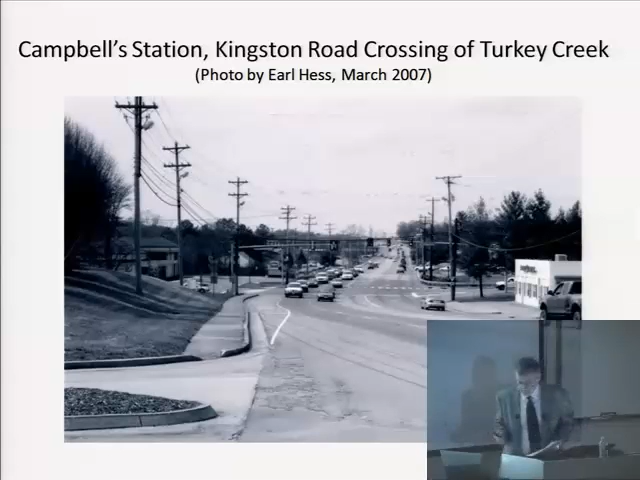 Campbell's Station, Kingston Road Crossing of Turkey Creek
(Photo by Earl Hess, March 2007)